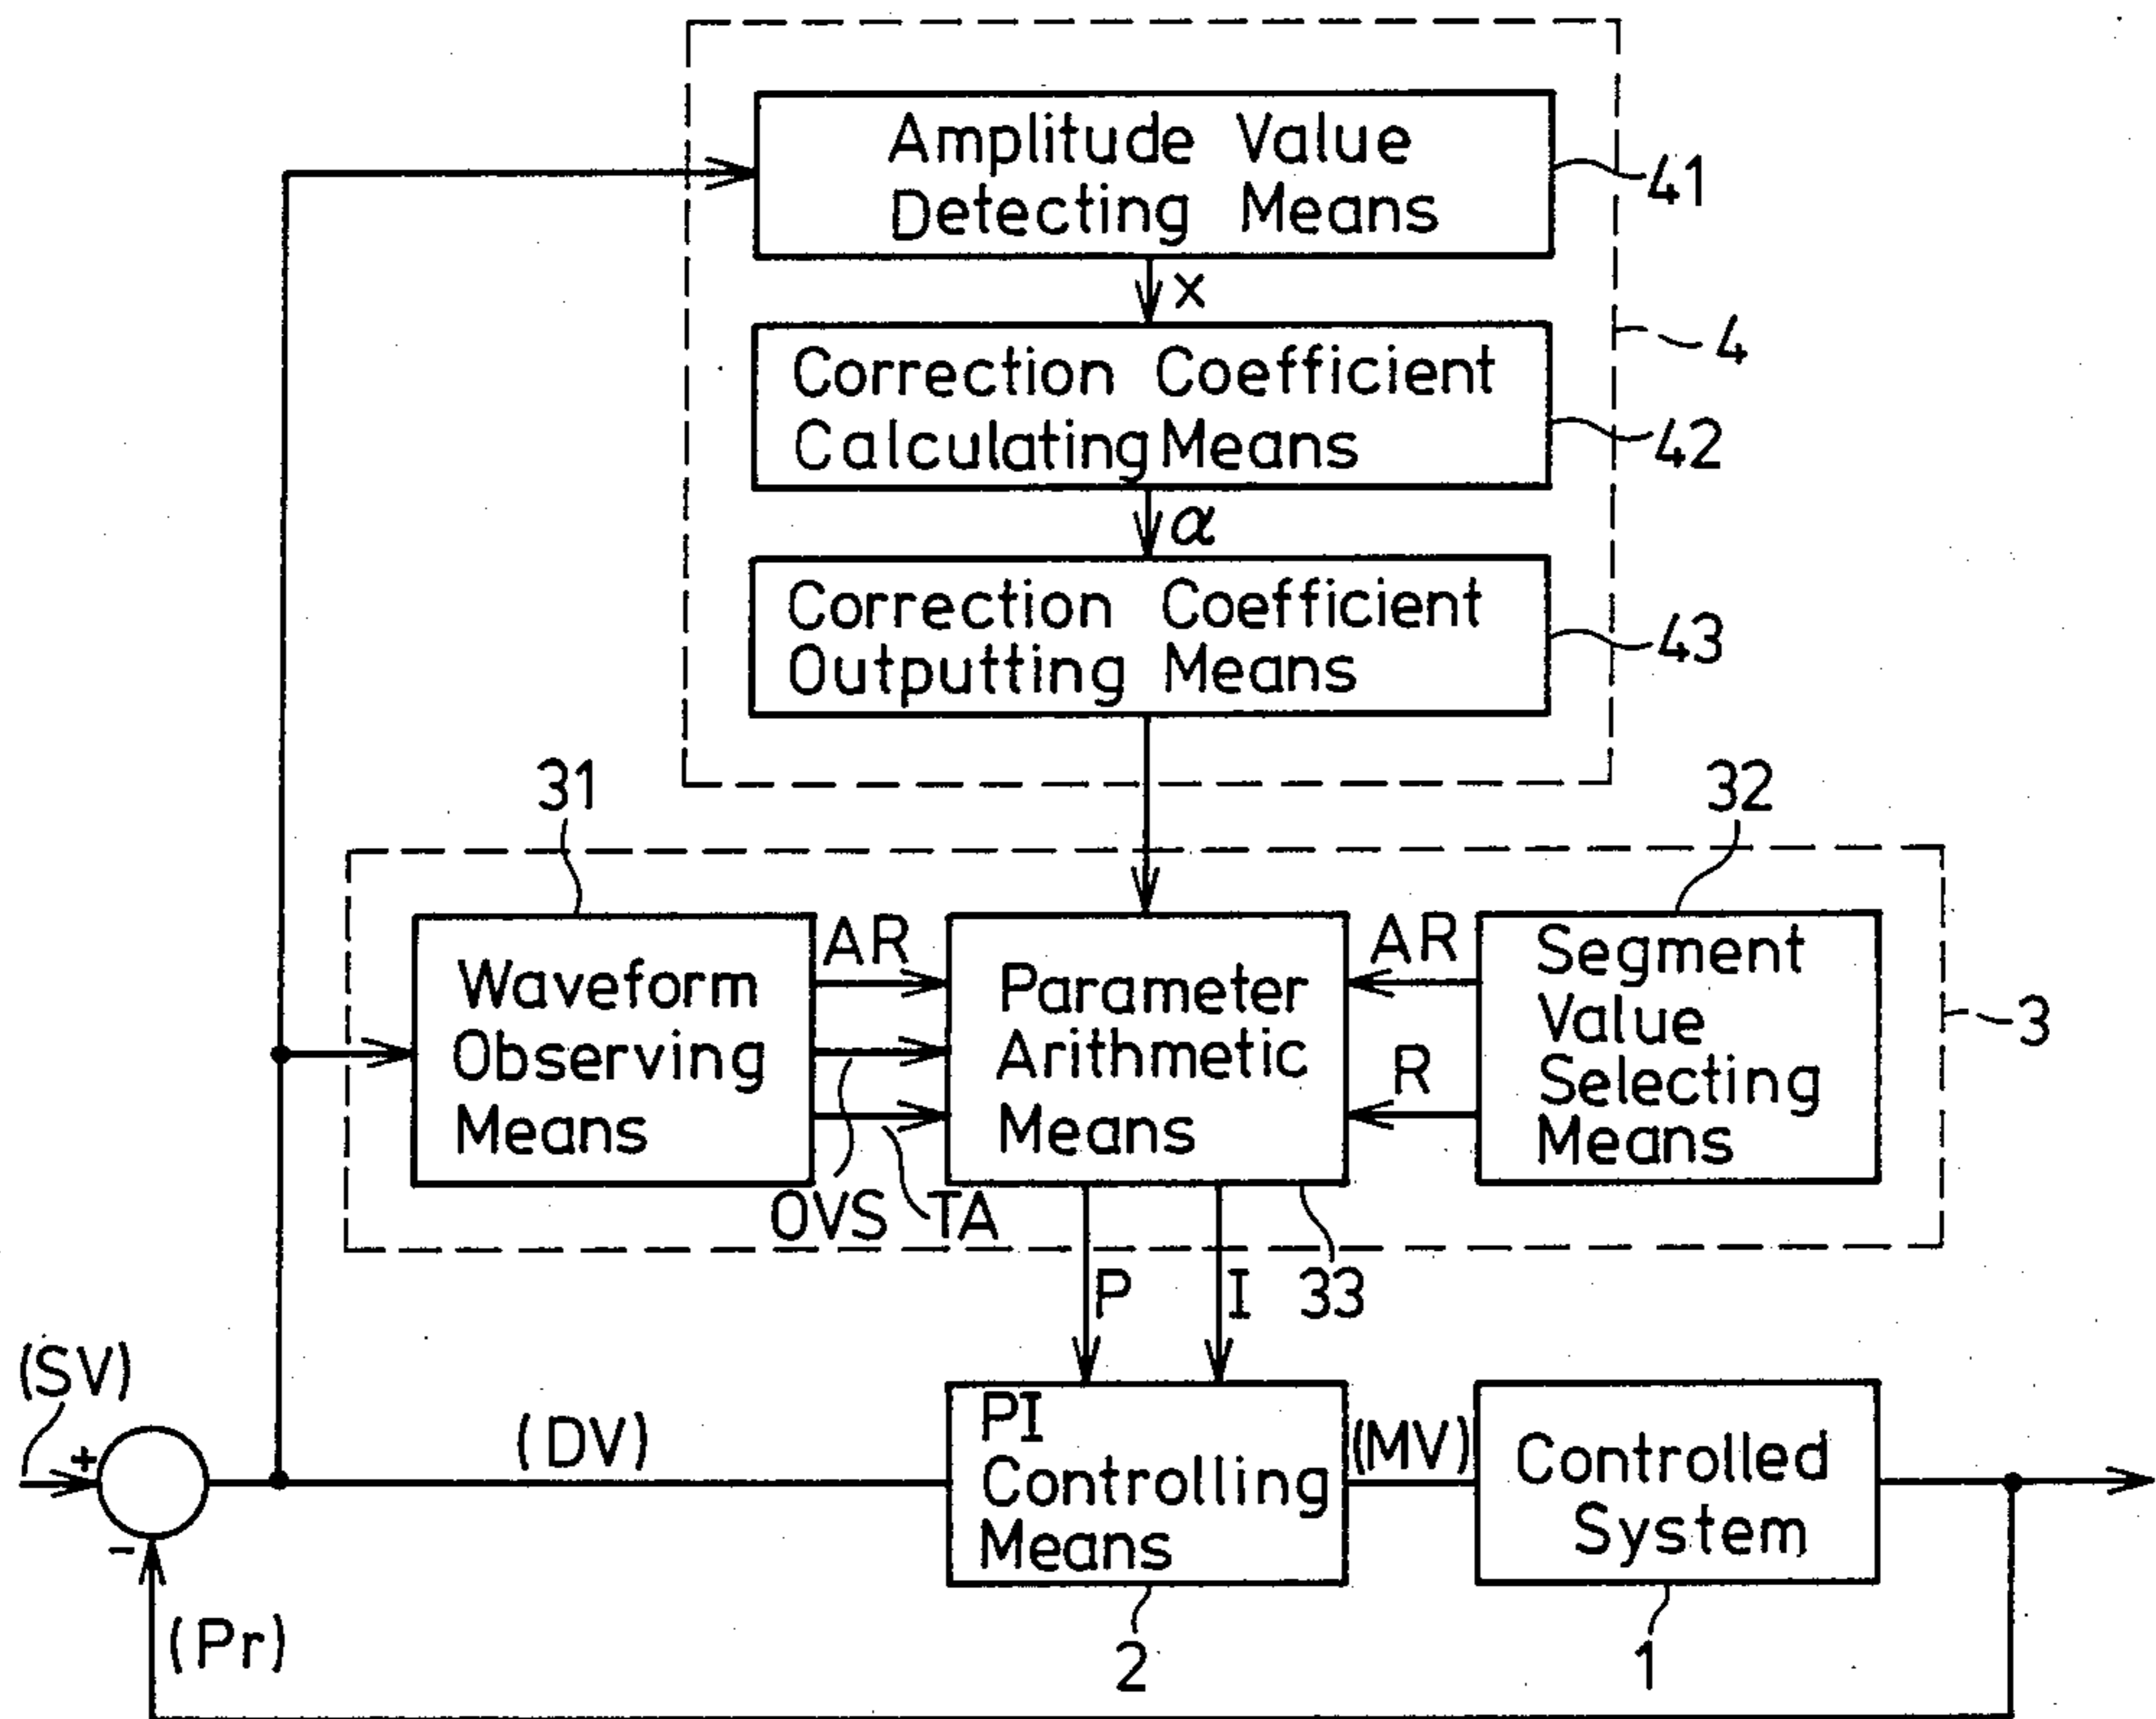 Amplitude Value
Detecting Means
41
x
4
Correction Coefficient
Calculating Means
42
α
Correction Coefficient
Outputting Means
43
31
32
AR
AR
Waveform
Observing
Means
Parameter
Arithmetic
Means
R
Segment
Value
Selecting
Means
3
OVS
TA
P
I
33
(SV)
+
-
(DV)
PI
Controlling
Means
(MV)
Controlled
System
(Pr)
2
1